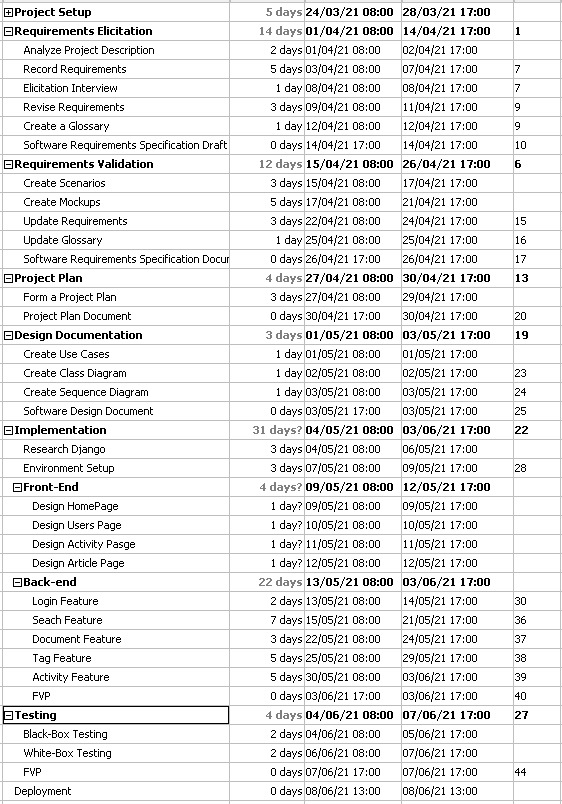 Project Setup 5 days 24/03/21 08:00 28/03/21 17:00
Requirements Elicitation 14 days 01/04/21 08:00 14/04/21 17:00 1
Analyze Project Description 2 days 01/04/21 08:00 02/04/21 17:00
Record Requirements 5 days 03/04/21 08:00 07/04/21 17:00 7
Elicitation Interview 1 day 08/04/21 08:00 08/04/21 17:00 7
Revise Requirements 3 days 09/04/21 08:00 11/04/21 17:00 9
Create a Glossary 1 day 12/04/21 08:00 12/04/21 17:00 9
Software Requirements Specification Draft 0 days 14/04/21 17:00 14/04/21 17:00 10
Requirements Validation 12 days 15/04/21 08:00 26/04/21 17:00 6
Create Scenarios 3 days 15/04/21 08:00 17/04/21 17:00
Create Mockups 5 days 17/04/21 08:00 21/04/21 17:00
Update Requirements 3 days 22/04/21 08:00 24/04/21 17:00 15
Update Glossary 1 day 25/04/21 08:00 25/04/21 17:00 16
Software Requirements Specification Docur 0 days 26/04/21 17:00 26/04/21 17:00 17
Project Plan 4 days 27/04/21 08:00 30/04/21 17:00 13
Form a Project Plan 3 days 27/04/21 08:00 29/04/21 17:00
Project Plan Document 0 days 30/04/21 17:00 30/04/21 17:00 20
Design Documentation 3 days 01/05/21 08:00 03/05/21 17:00 19
Create Use Cases 1 day 01/05/21 08:00 01/05/21 17:00
Create Class Diagram 1 day 02/05/21 08:00 02/05/21 17:00 23
Create Sequence Diagram 1 day 03/05/21 08:00 03/05/21 17:00 24
Software Design Document 0 days 03/05/21 17:00 03/05/21 17:00 25
Implementation 31 days? 04/05/21 08:00 03/06/21 17:00 22
Research Django 3 days 04/05/21 08:00 06/05/21 17:00
Environment Setup 3 days 07/05/21 08:00 09/05/21 17:00 28
Front-End 4 days? 09/05/21 08:00 12/05/21 17:00
Design HomePage 1 day? 09/05/21 08:00 09/05/21 17:00
Design Users Page 1 day? 10/05/21 08:00 10/05/21 17:00
Design Activity Pasge 1 day? 11/05/21 08:00 11/05/21 17:00
Design Article Page 1 day? 12/05/21 08:00 12/05/21 17:00
Back-end 22 days 13/05/21 08:00 03/06/21 17:00
Login Feature 2 days 13/05/21 08:00 14/05/21 17:00 30
Seach Feature 7 days 15/05/21 08:00 21/05/21 17:00 36
Document Feature 3 days 22/05/21 08:00 24/05/21 17:00 37
Tag Feature 5 days 25/05/21 08:00 29/05/21 17:00 38
Activity Feature 5 days 30/05/21 08:00 03/06/21 17:00 39
FVP 0 days 03/06/21 17:00 03/06/21 17:00 40
Testing 4 days 04/06/21 08:00 07/06/21 17:00 27
Black-Box Testing 2 days 04/06/21 08:00 05/06/21 17:00
White-Box Testing 2 days 06/06/21 08:00 07/06/21 17:00
FVP 0 days 07/06/21 17:00 07/06/21 17:00 44
Deployment 0 days 08/06/21 13:00 08/06/21 13:00